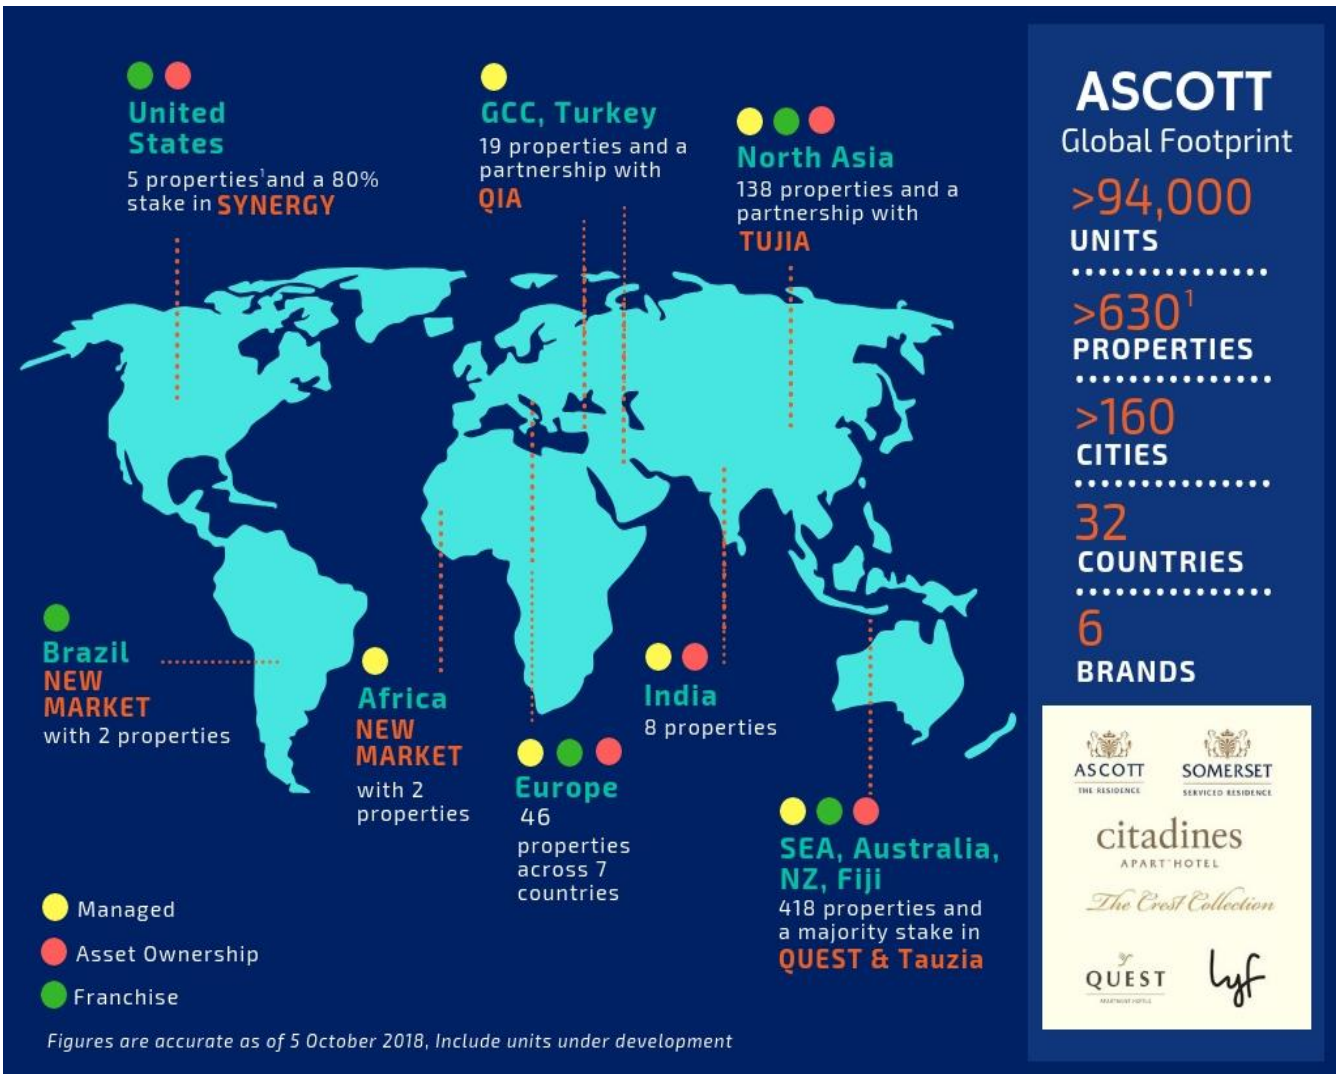 United
States
5 properties¹and a 80%
stake in SYNERGY
GCC, Turkey
19 properties and a
partnership with
QIA
North Asia
138 properties and a
partnership with
TUJIA
Brazil
NEW
MARKET
with 2 properties
Africa
NEW
MARKET
with 2
properties
Europe
46
properties
across 7
countries
India
8 properties
SEA, Australia,
NZ, Fiji
418 properties and
a majority stake in
QUEST & Tauzia
Managed
Asset Ownership
Franchise
Figures are accurate as of 5 October 2018, Include units under development
ASCOTT
Global Footprint
>94,000
UNITS
>630¹
PROPERTIES
>160
CITIES
32
COUNTRIES
6
BRANDS
ASCOTT
THE RESIDENCE
SOMERSET
SERVICED RESIDENCE
citadines
APART'HOTEL
The Crest Collection
QUEST
APARTMENT HOTELS
lyf